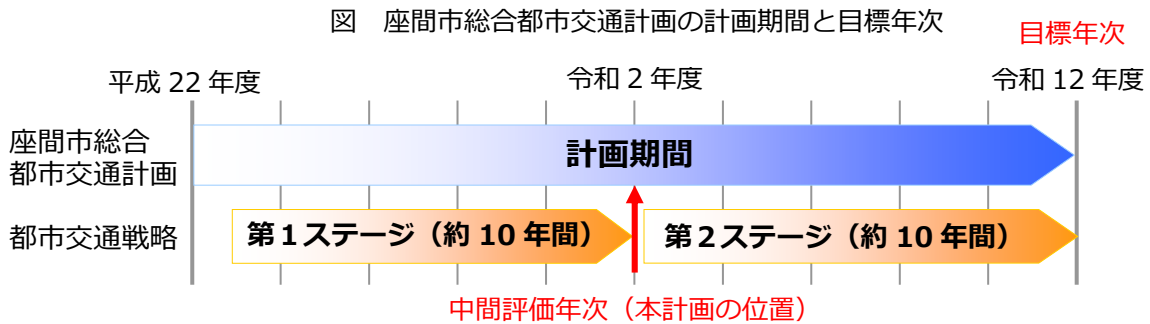 図　座間市総合都市交通計画の計画期間と目標年次
目標年次
平成 22 年度
令和 2 年度
令和 12 年度
座間市総合
都市交通計画
計画期間
都市交通戦略
第１ステージ（約 10 年間）
第２ステージ（約 10 年間）
中間評価年次（本計画の位置）